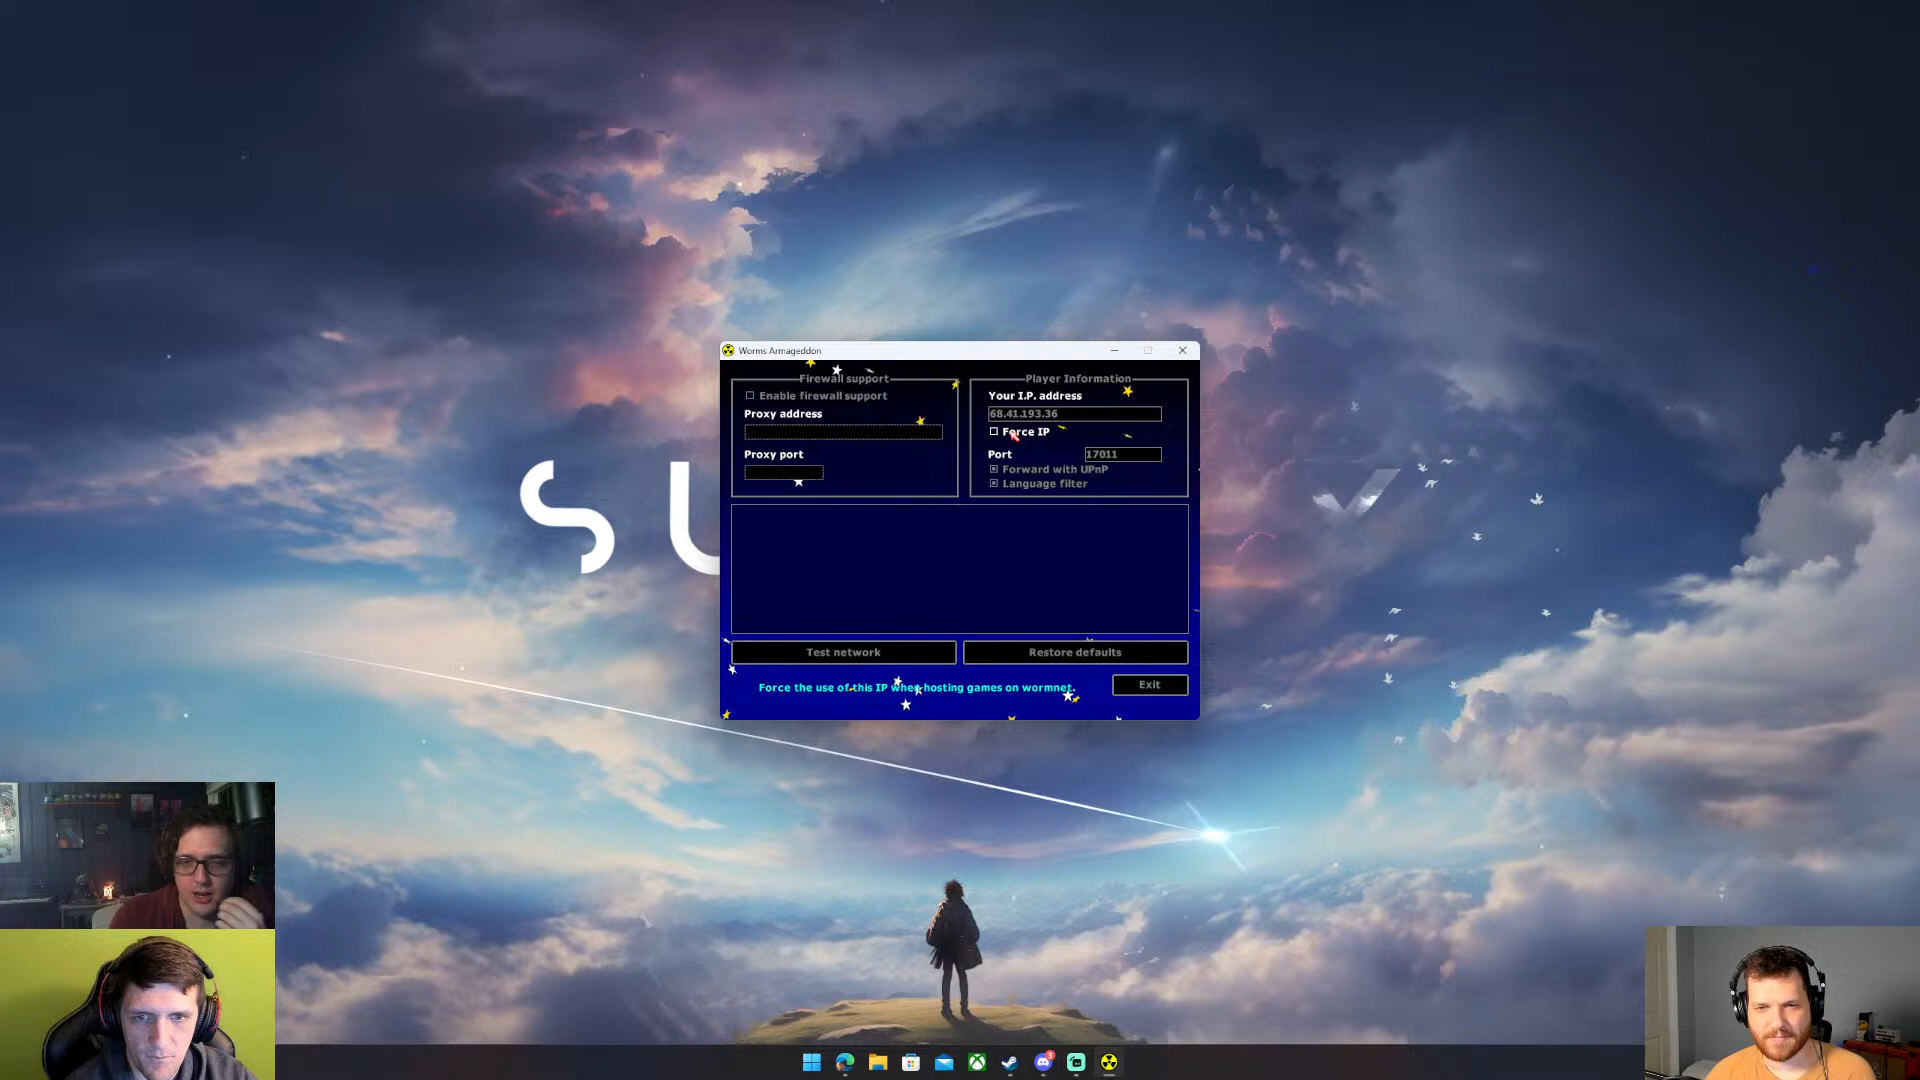 Worms Armageddon
Firewall support
Enable firewall support
Proxy address
Proxy port
Player Information
Your I.P. address
68.41.193.36
Force IP
Port
17011
Forward with UPnP
Language filter
SU
Test network
Restore defaults
Force the use of this IP when hosting games on wormnet.
Exit
3